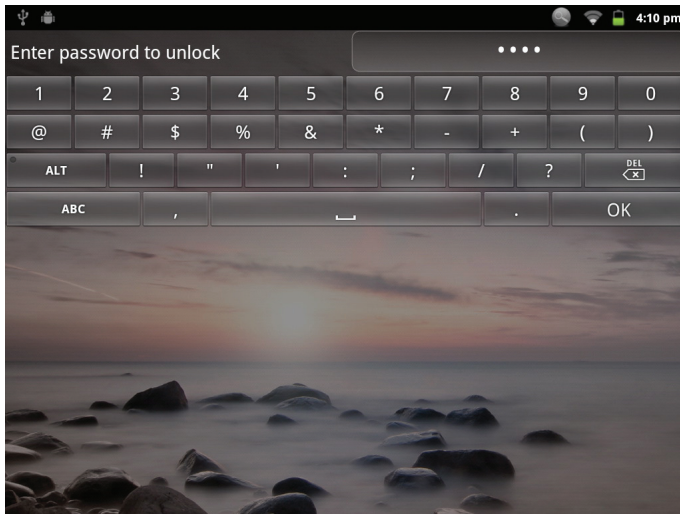 4:10 pm
Enter password to unlock ••••
1 2 3 4 5 6 7 8 9 0
@ # $ % & * - + ( )
ALT ! " ' : ; / ? DEL
ABC , . OK